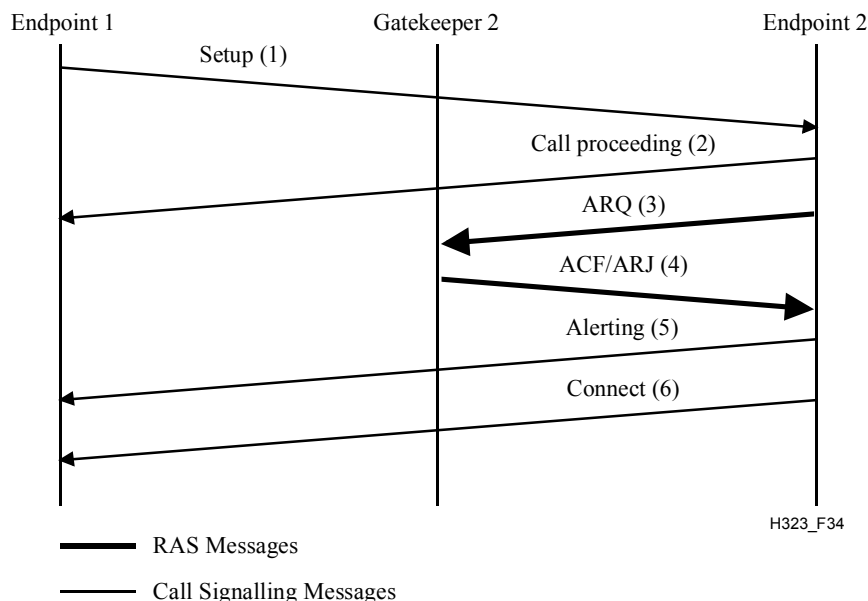 Endpoint 1 Gatekeeper 2 Endpoint 2
Setup (1)
Call proceeding (2)
ARQ (3)
ACF/ARJ (4)
Alerting (5)
Connect (6)
H323_F34
RAS Messages
Call Signalling Messages